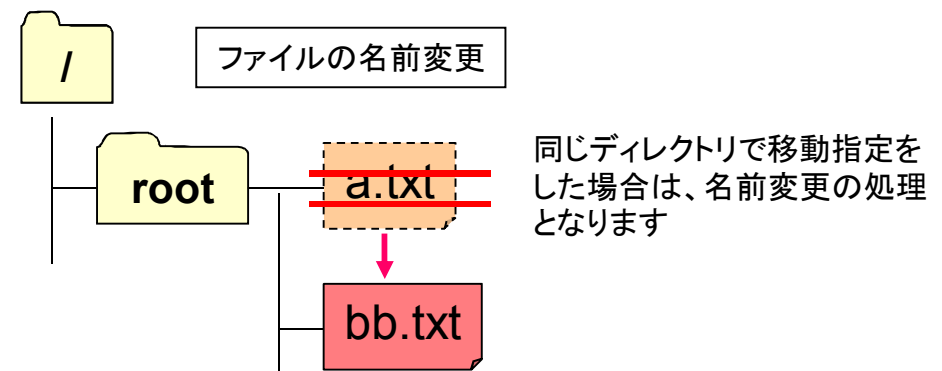 /
ファイルの名前変更
root
a.txt
同じディレクトリで移動指定を
した場合は、名前変更の処理
となります
bb.txt